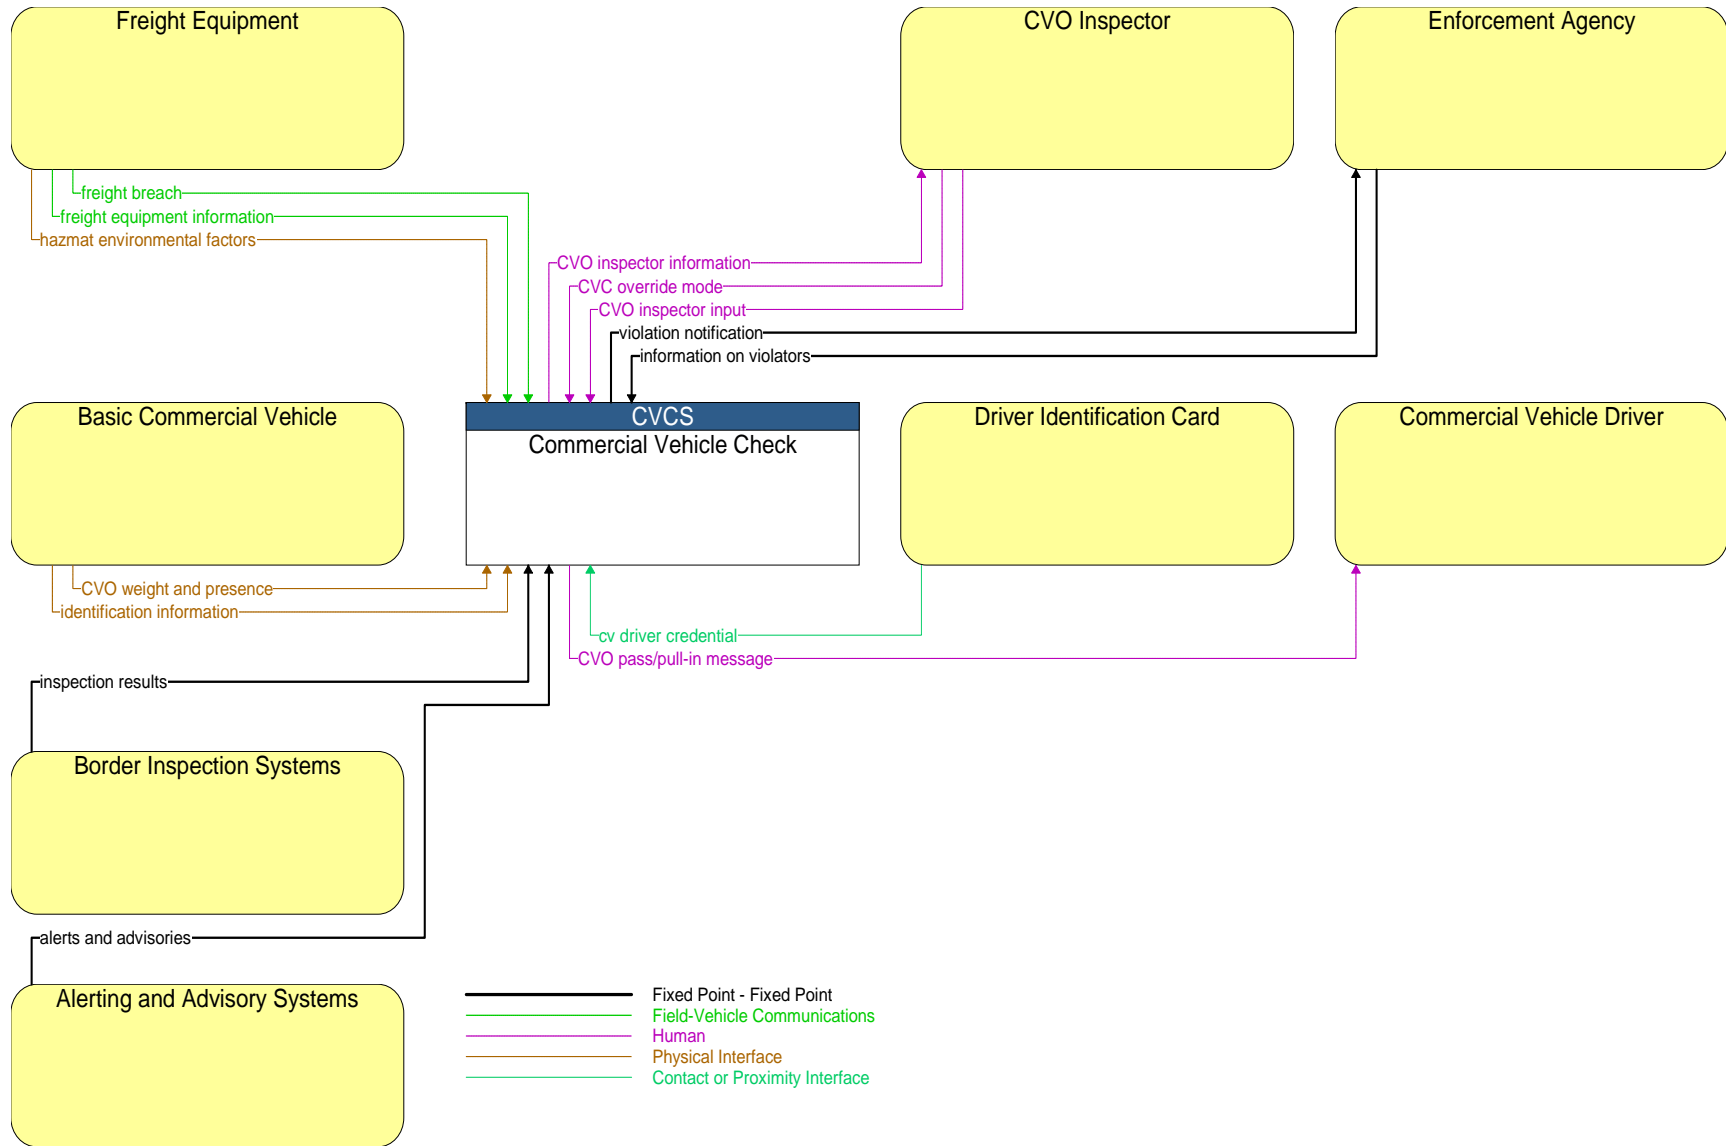 Freight Equipment
CVO Inspector
Enforcement Agency
freight breach
freight equipment information
hazmat environmental factors
CVO inspector information
CVC override mode
CVO inspector input
violation notification
information on violators
Basic Commercial Vehicle
CVCS
Commercial Vehicle Check
Driver Identification Card
Commercial Vehicle Driver
CVO weight and presence
identification information
cv driver credential
CVO pass/pull-in message
inspection results
Border Inspection Systems
alerts and advisories
Alerting and Advisory Systems
Fixed Point - Fixed Point
Field-Vehicle Communications
Human
Physical Interface
Contact or Proximity Interface